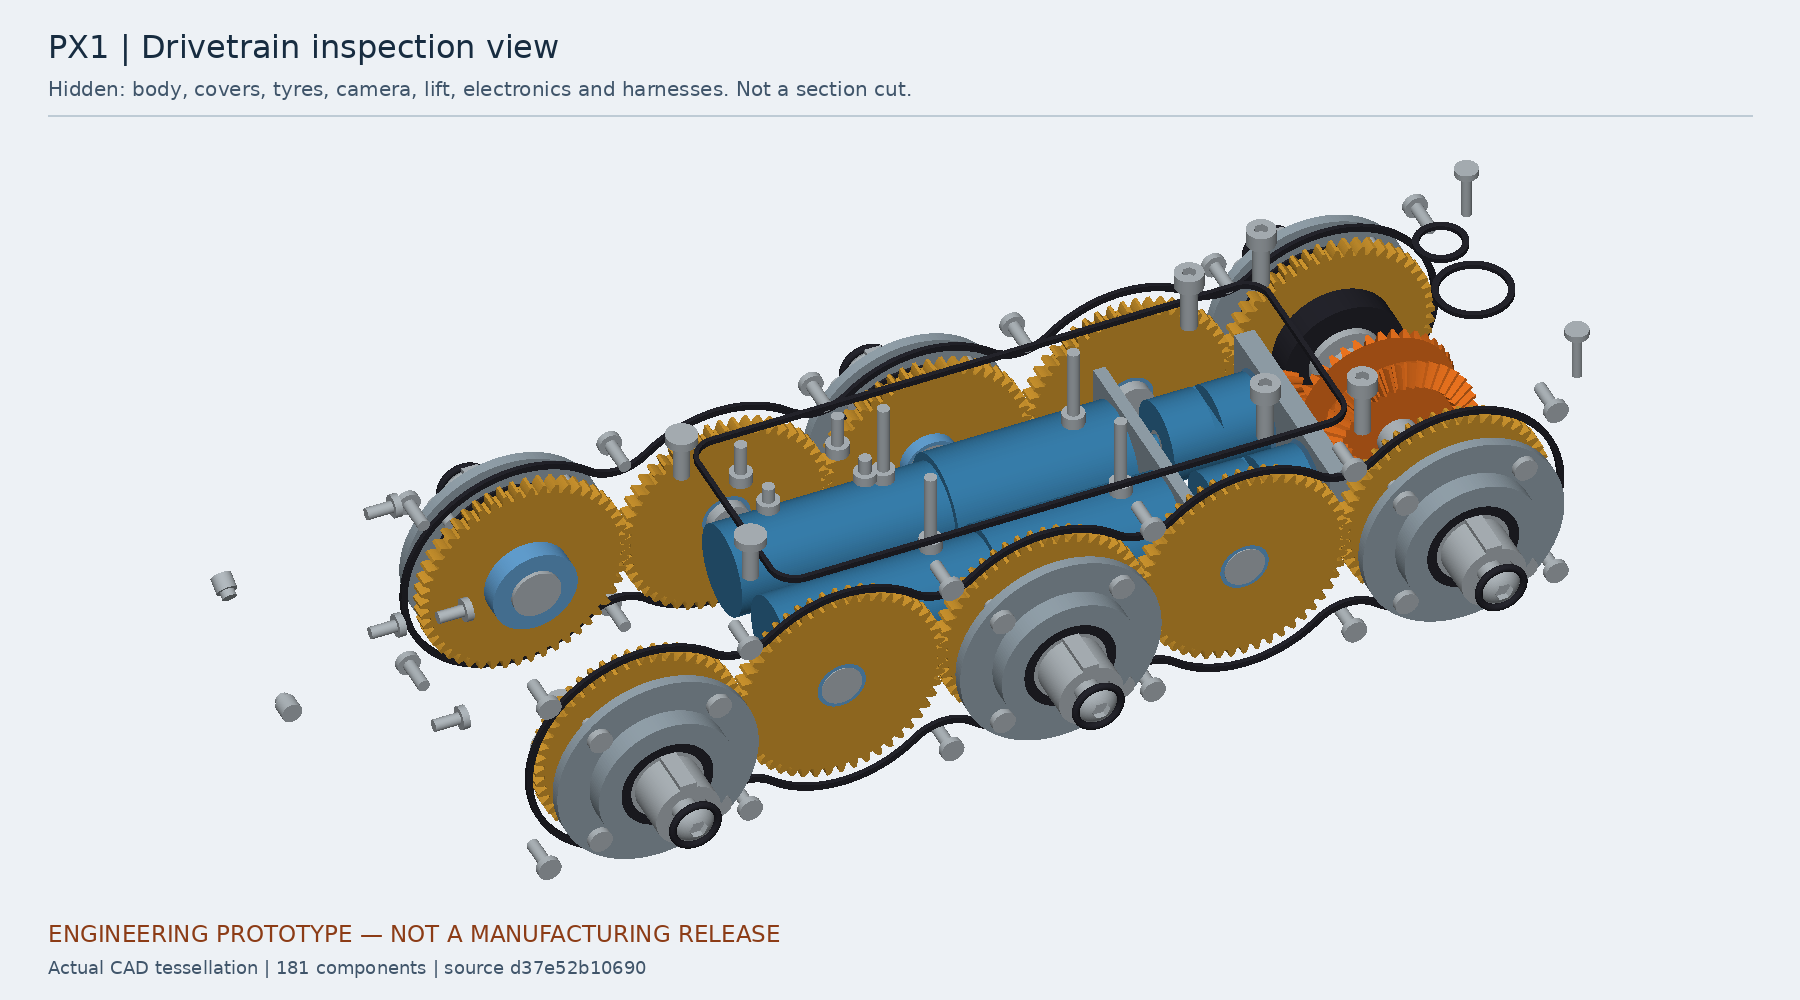 PX1 | Drivetrain inspection view
Hidden: body, covers, tyres, camera, lift, electronics and harnesses. Not a section cut.
ENGINEERING PROTOTYPE — NOT A MANUFACTURING RELEASE
Actual CAD tessellation | 181 components | source d37e52b10690